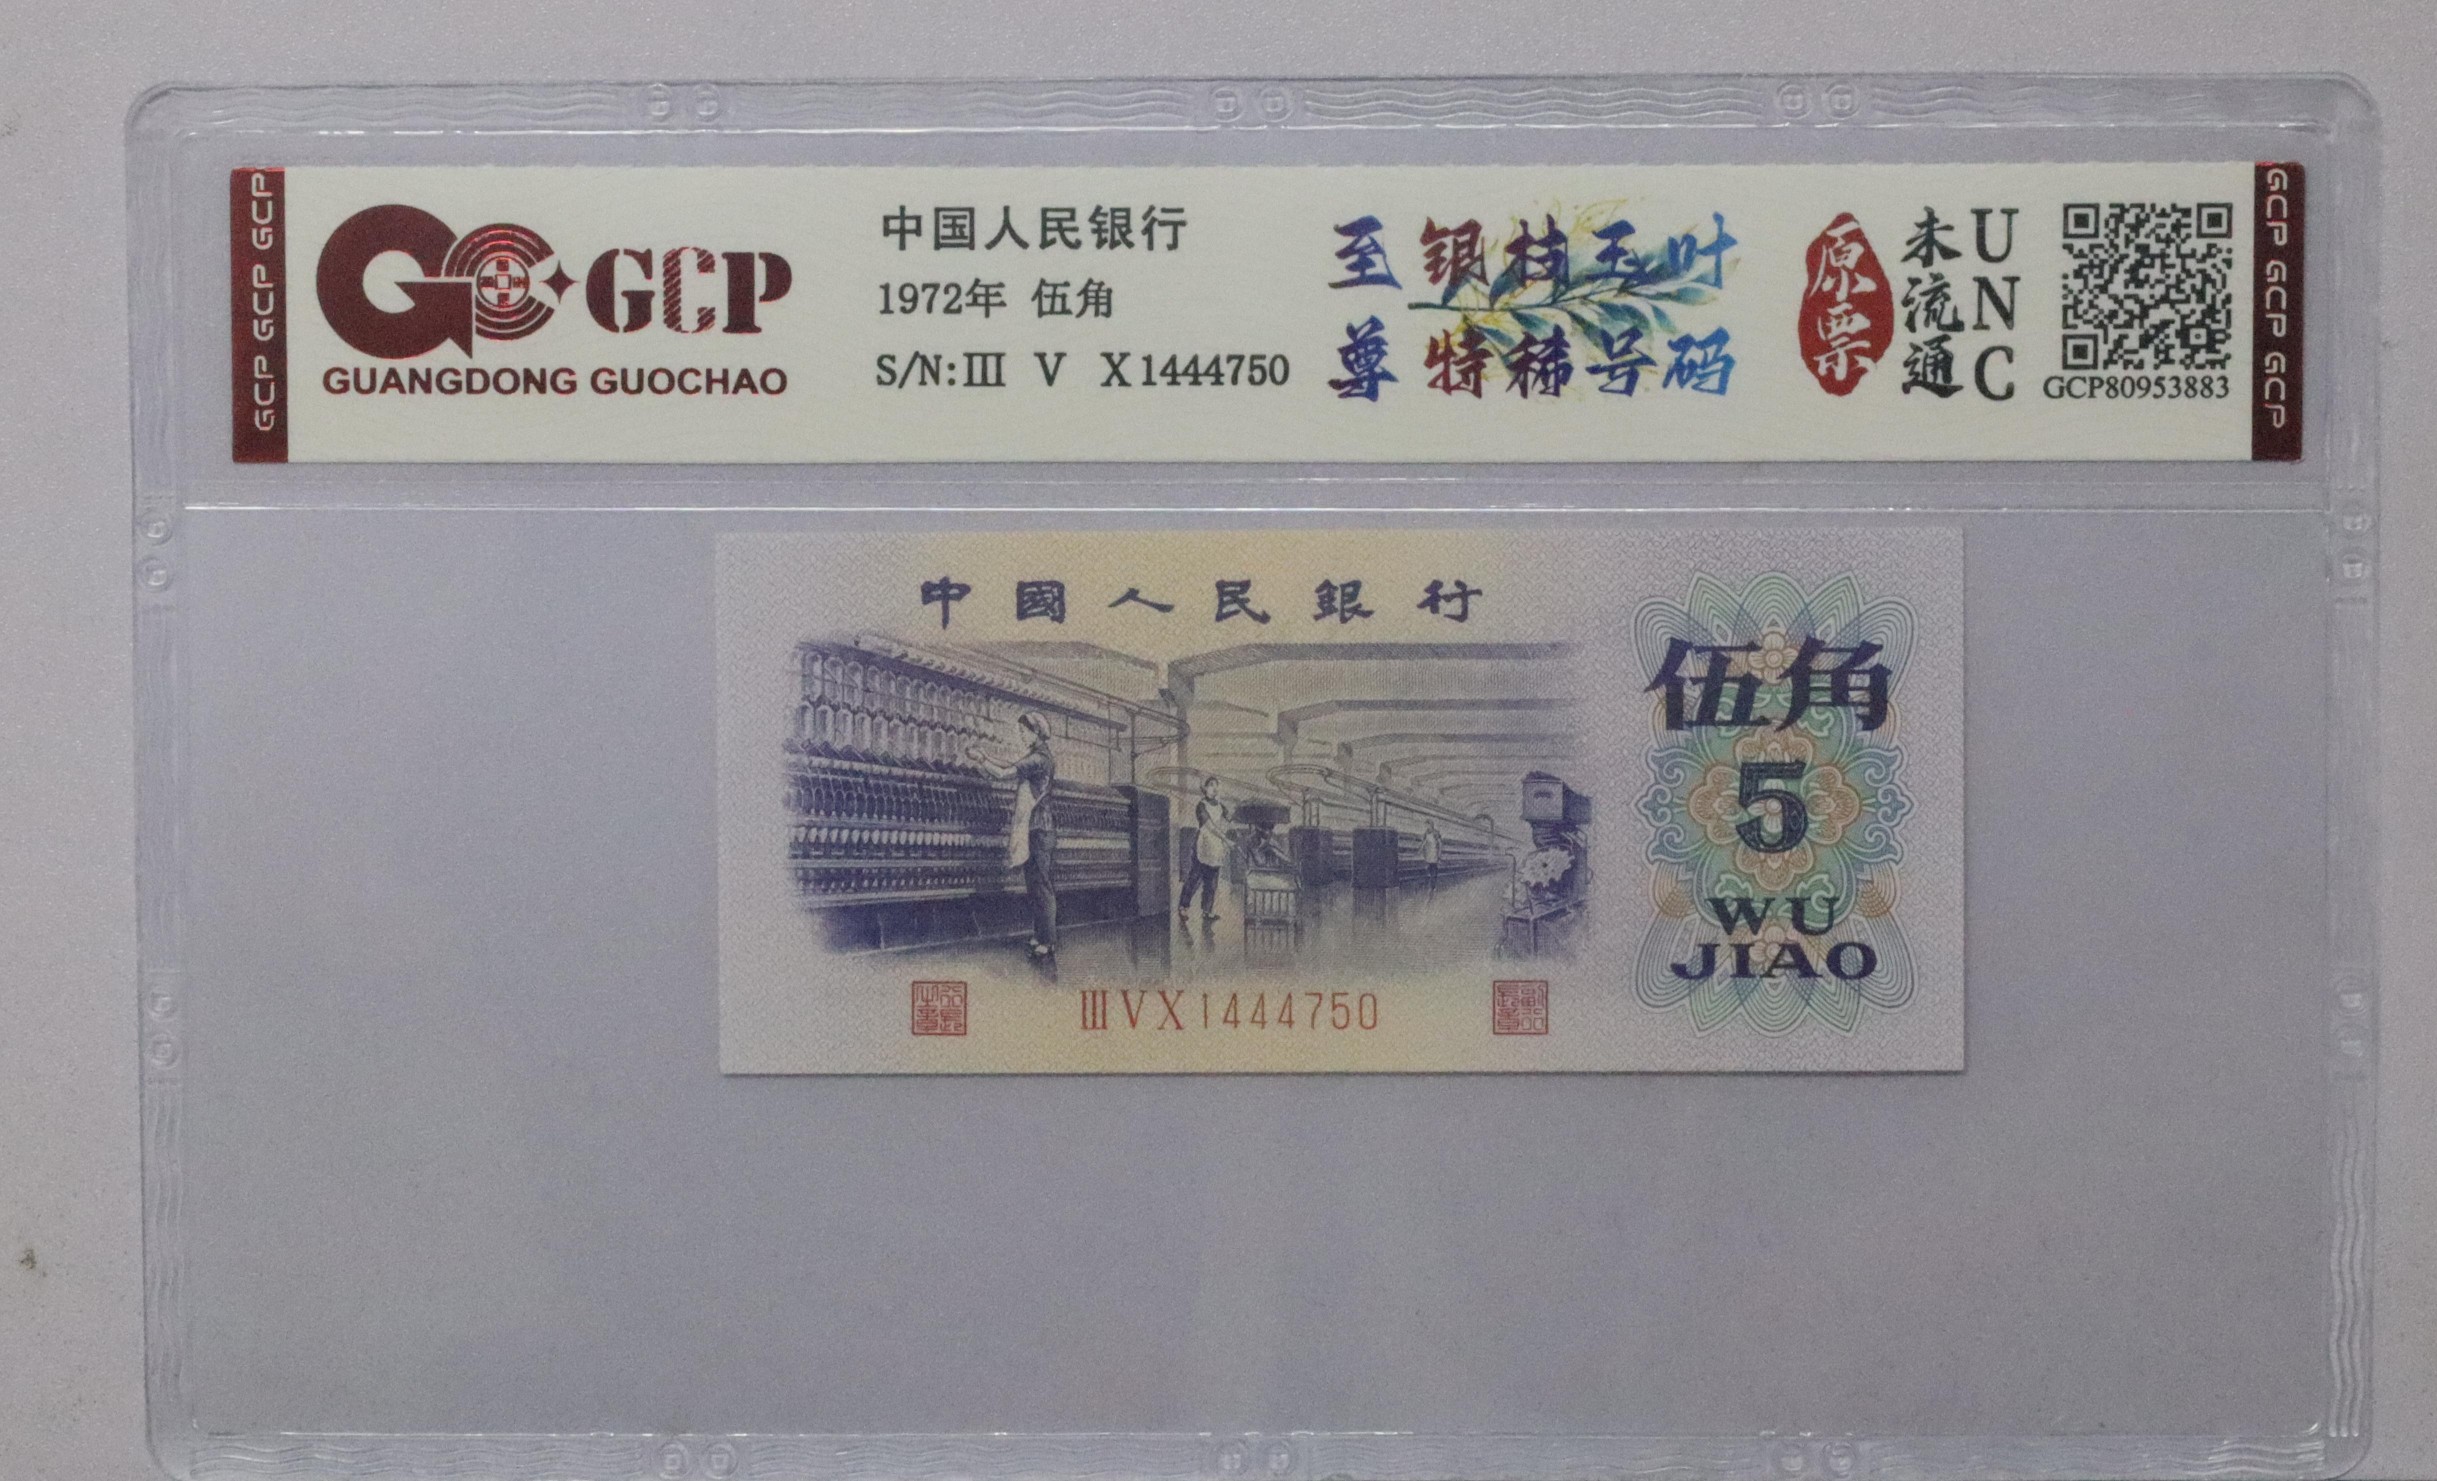 GCP GCP GCP
GCP
GUANGDONG GUOCHAO
中国人民银行
1972年 伍角
S/N:III V X1444750
至尊
银枝玉叶
特稀号码
原票
未流通
UNC
GCP80953883
GCP GCP GCP
中國人民銀行
伍角
5
WU
JIAO
III V X 1444750